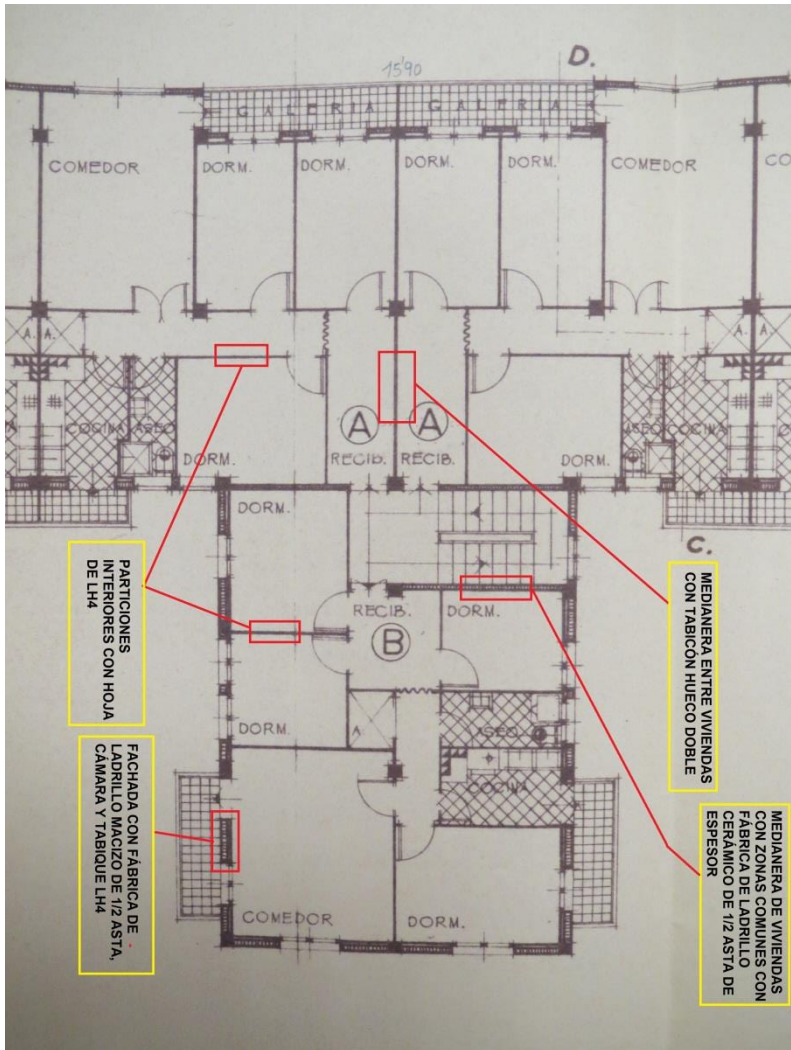 15'90
D.
GALERIA
GALERIA
COMEDOR
DORM.
DORM.
DORM.
DORM.
COMEDOR
CO
A.
A.
A.
A.
COCINA
ASEO
DORM.
A
RECIB.
A
RECIB.
DORM.
ASEO
COCINA
C.
DORM.
RECIB.
B
DORM.
DORM.
A
ASEO
COCINA
COMEDOR
DORM.
PARTICIONES
INTERIORES CON HOJA
DE LH4
FACHADA CON FÁBRICA DE
LADRILLO MACIZO DE 1/2 ASTA,
CÁMARA Y TABIQUE LH4
MEDIANERA ENTRE VIVIENDAS
CON TABICÓN HUECO DOBLE
MEDIANERA DE VIVIENDAS
CON ZONAS COMUNES CON
FÁBRICA DE LADRILLO
CERÁMICO DE 1/2 ASTA DE
ESPESOR